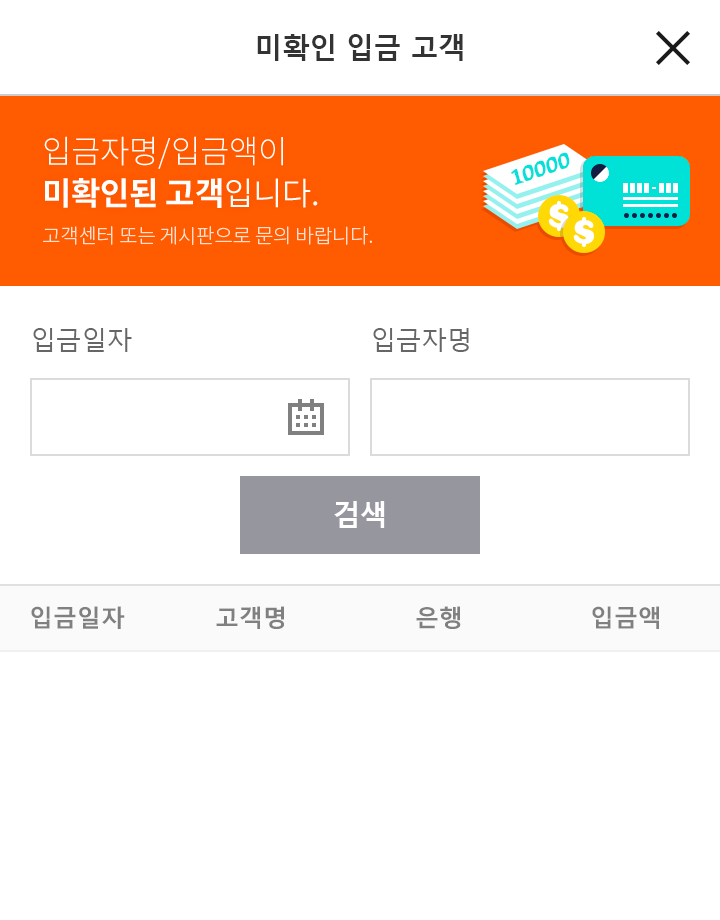 미확인 입금 고객
입금자명/입금액이
미확인된 고객입니다.
고객센터 또는 게시판으로 문의 바랍니다.
10000
$ $
입금일자 입금자명
검색
입금일자 고객명 은행 입금액